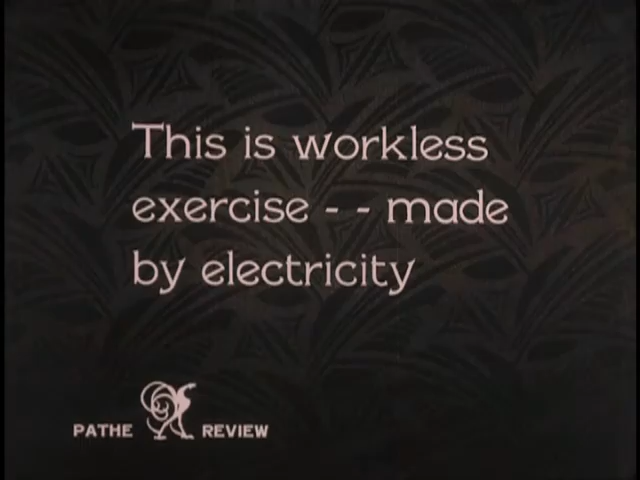 This is workless
exercise - - made
by electricity
PATHE REVIEW